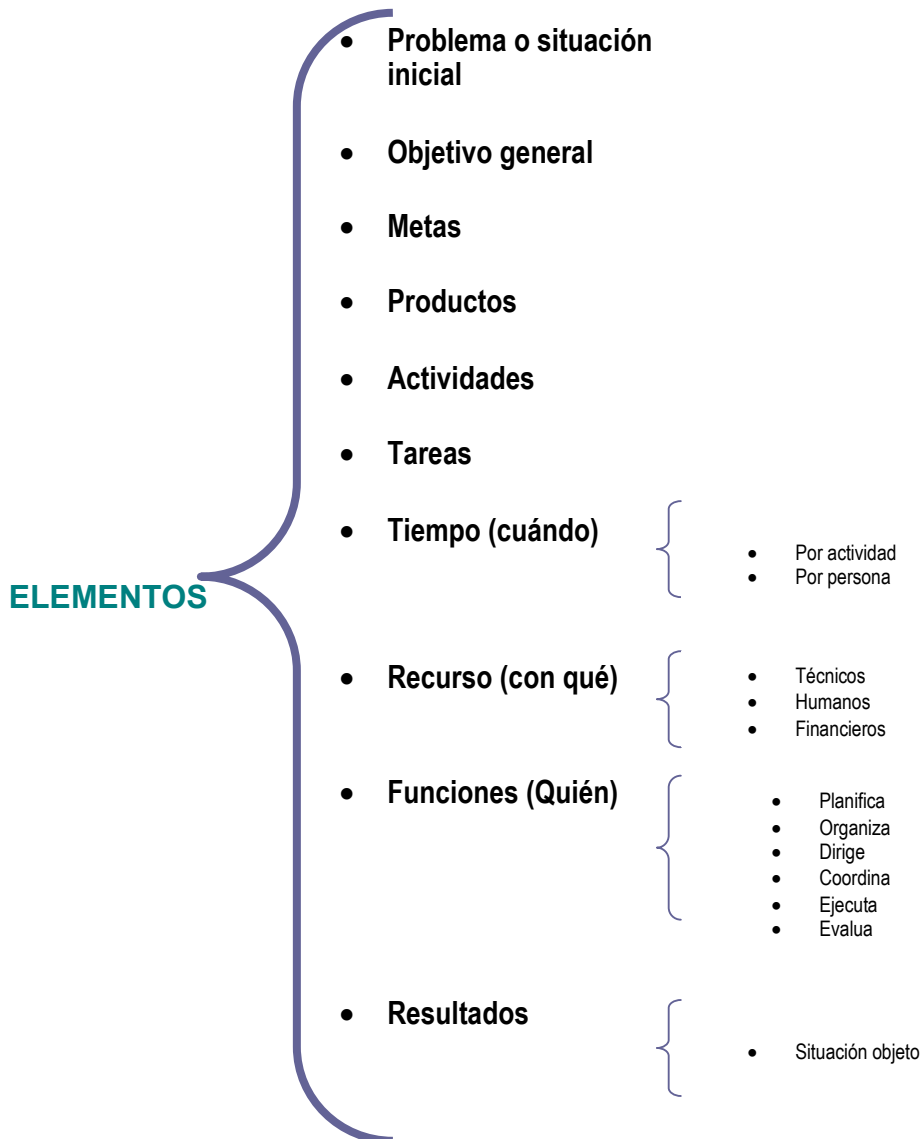 ELEMENTOS
• Problema o situación
inicial
• Objetivo general
• Metas
• Productos
• Actividades
• Tareas
• Tiempo (cuándo)
• Por actividad
• Por persona
• Recurso (con qué)
• Técnicos
• Humanos
• Financieros
• Funciones (Quién)
• Planifica
• Organiza
• Dirige
• Coordina
• Ejecuta
• Evalua
• Resultados
• Situación objeto